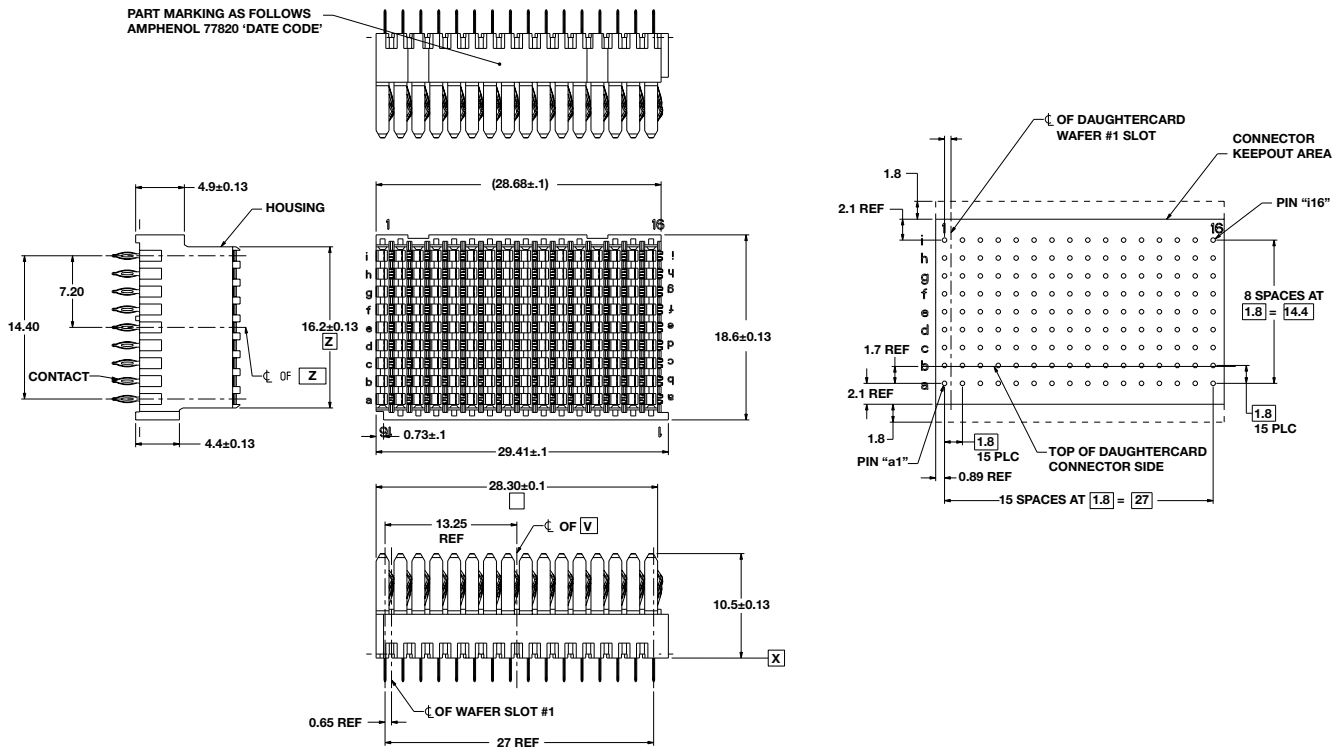 PART MARKING AS FOLLOWS
AMPHENOL 77820 ‘DATE CODE’
4.9±0.13
HOUSING
7.20
14.40
16.2±0.13
Z
CONTACT
℄ OF Z
4.4±0.13
(28.68±.1)
1 16
i
h
g
f
e
d
c
b
a
i
h
g
f
e
d
c
b
a
16 1
18.6±0.13
0.73±.1
29.41±.1
28.30±0.1
13.25
REF
℄ OF V
10.5±0.13
X
℄ OF WAFER SLOT #1
0.65 REF
27 REF
℄ OF DAUGHTERCARD
WAFER #1 SLOT
CONNECTOR
KEEPOUT AREA
1.8
2.1 REF
PIN “i16”
1 16
i
h
g
f
e
d
c
b
a
8 SPACES AT
1.8 = 14.4
1.7 REF
2.1 REF
1.8
1.8
15 PLC
1.8
15 PLC
PIN “a1”
TOP OF DAUGHTERCARD
CONNECTOR SIDE
0.89 REF
15 SPACES AT 1.8 = 27